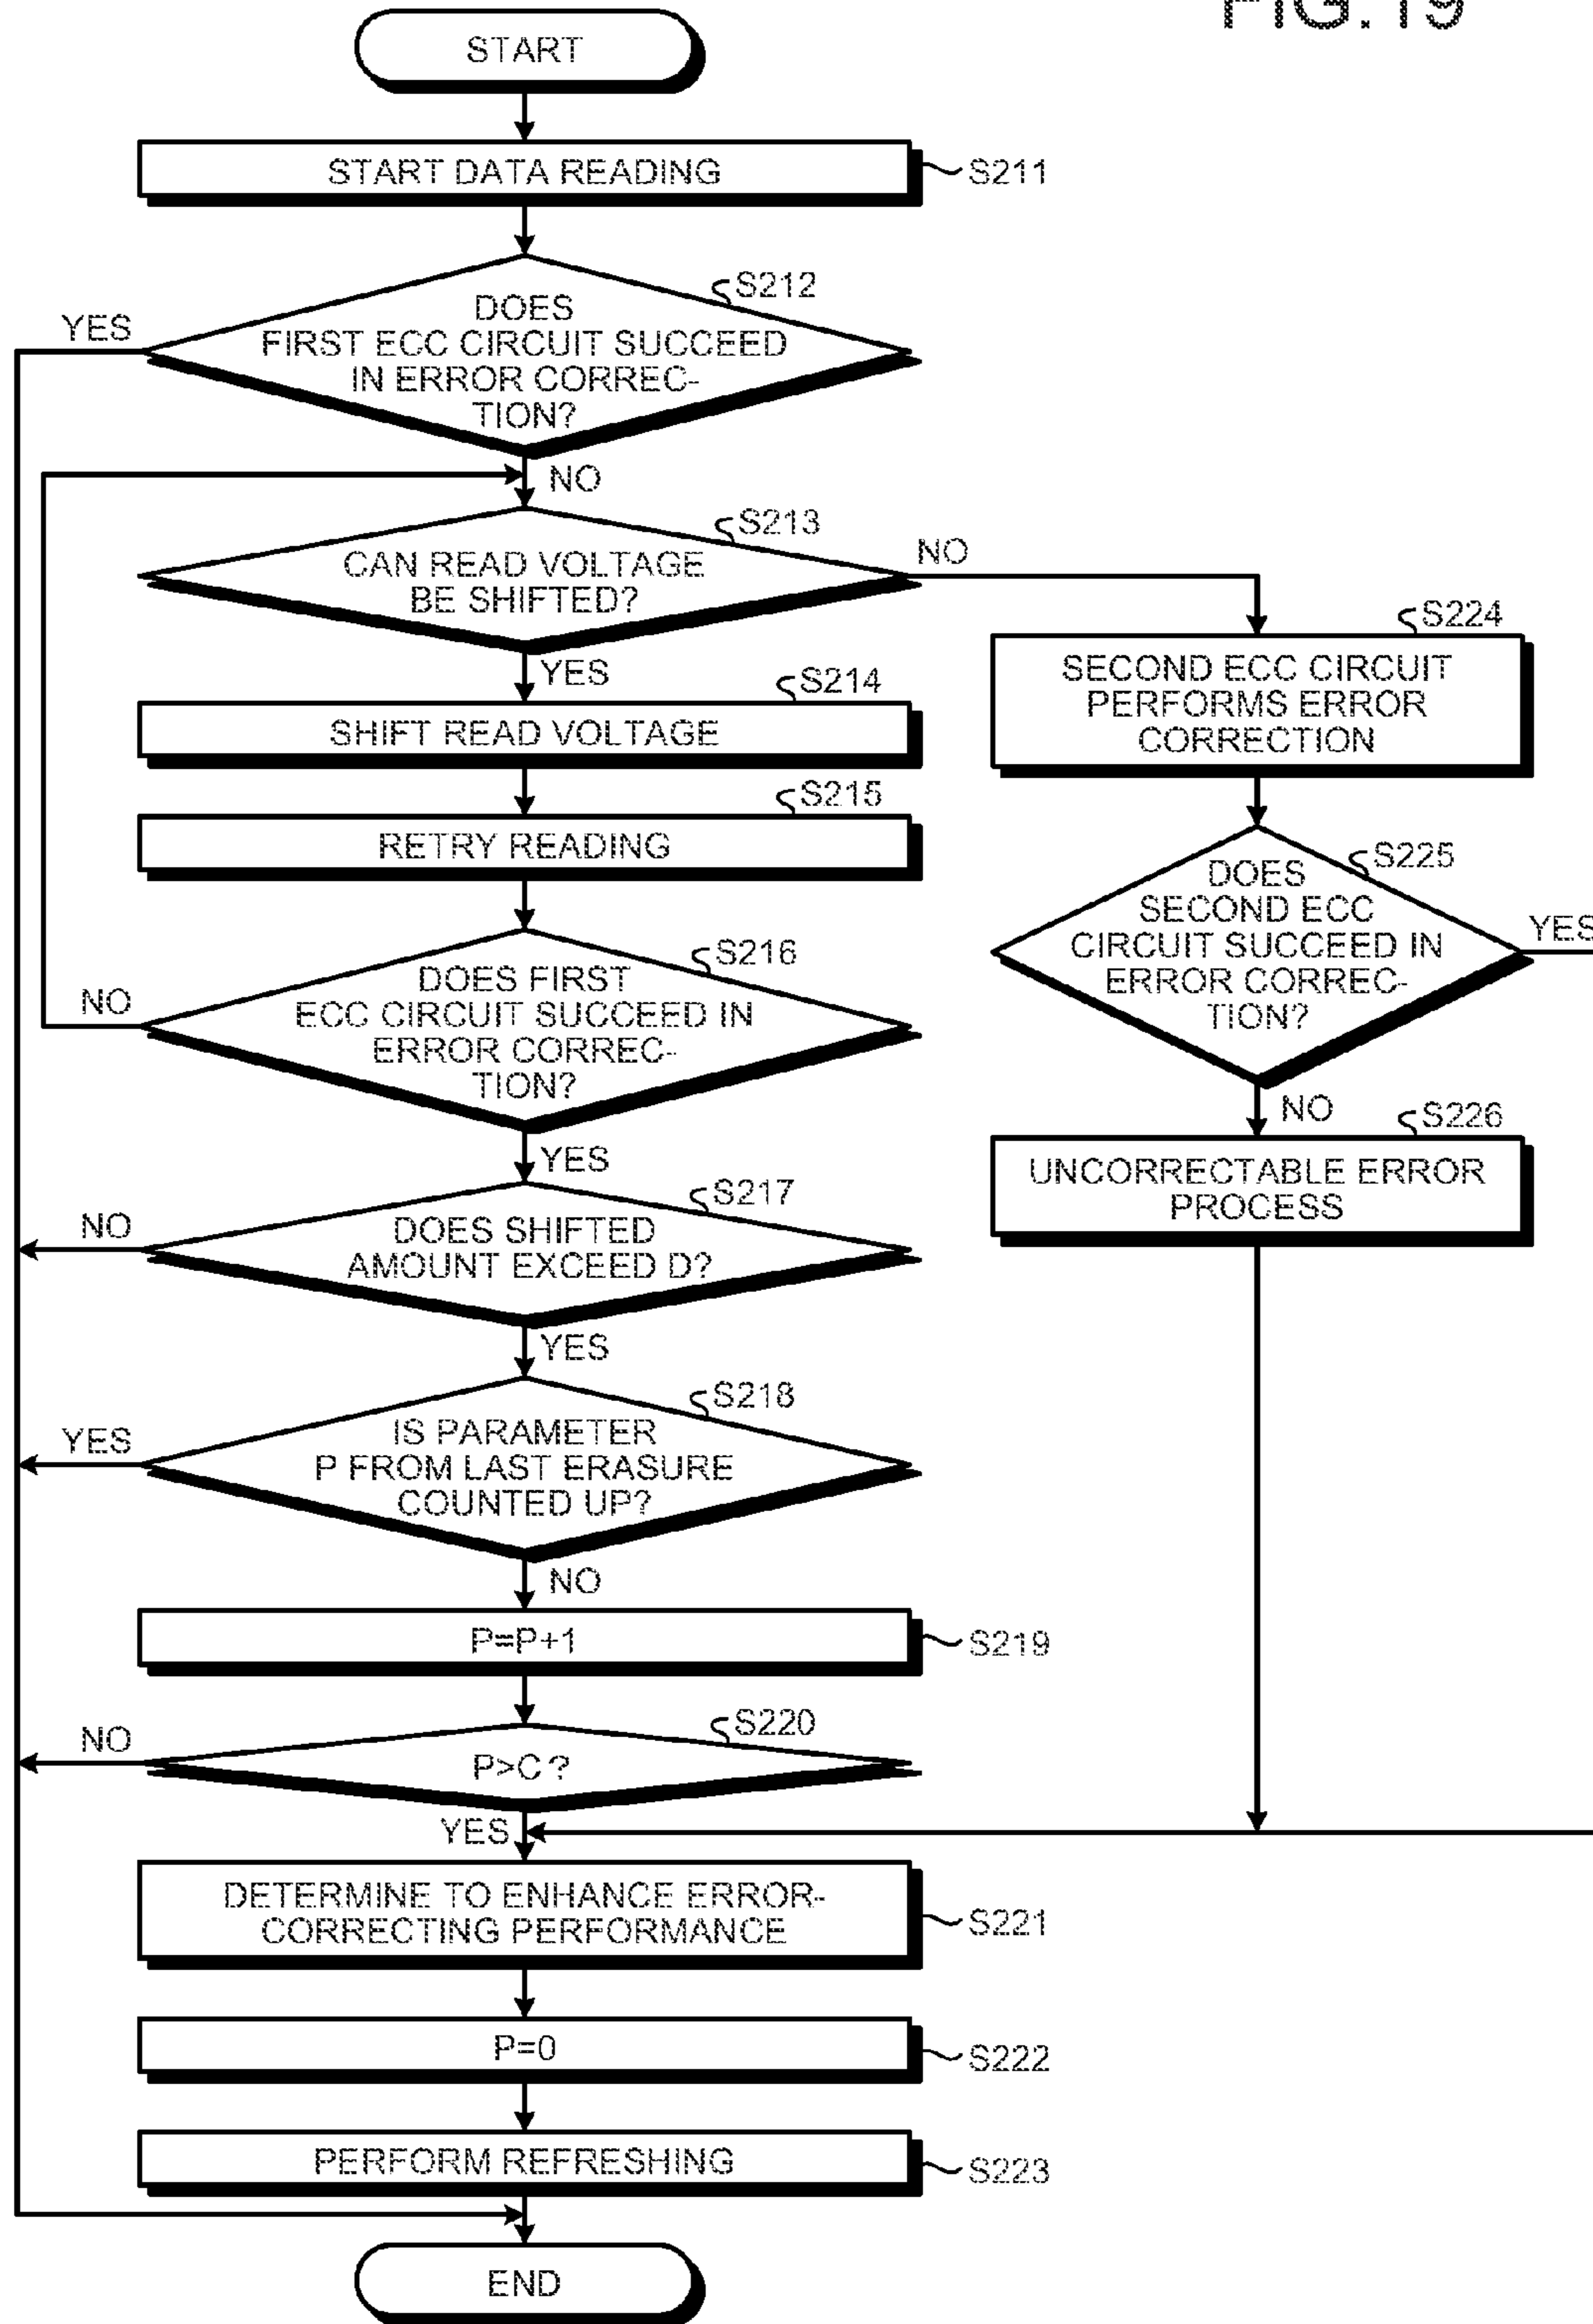 FIG.19
START
START DATA READING
S211
S212
DOES
FIRST ECC CIRCUIT SUCCEED
IN ERROR CORREC-
TION?
YES
NO
S213
CAN READ VOLTAGE
BE SHIFTED?
NO
YES
S214
SHIFT READ VOLTAGE
S215
RETRY READING
S216
DOES FIRST
ECC CIRCUIT SUCCEED IN
ERROR CORREC-
TION?
NO
YES
S217
DOES SHIFTED
AMOUNT EXCEED D?
NO
YES
S218
IS PARAMETER
P FROM LAST ERASURE
COUNTED UP?
YES
NO
P=P+1
S219
S220
P>C?
NO
YES
DETERMINE TO ENHANCE ERROR-
CORRECTING PERFORMANCE
S221
P=0
S222
PERFORM REFRESHING
S223
END
S224
SECOND ECC CIRCUIT
PERFORMS ERROR
CORRECTION
S225
DOES
SECOND ECC
CIRCUIT SUCCEED IN
ERROR CORREC-
TION?
YES
NO
S226
UNCORRECTABLE ERROR
PROCESS